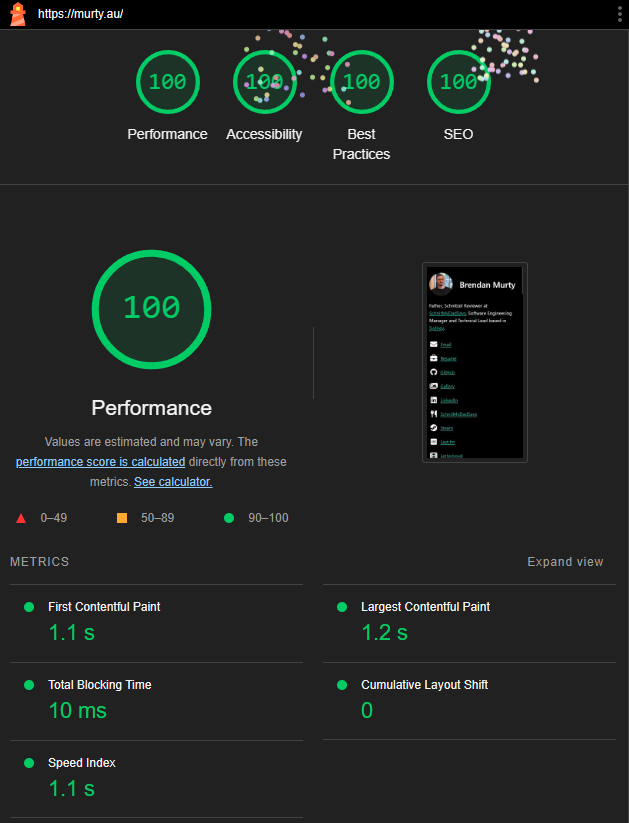 https://murty.au/
100 100 100 100
Performance Accessibility Best Practices SEO
100
Performance
Values are estimated and may vary. The
performance score is calculated directly from these
metrics. See calculator.
0–49 50–89 90–100
Brendan Murty
Father, Schnitzel Reviewer at
SchnitMyDadSays, Software Engineering
Manager and Technical Lead based in
Sydney.
Email
Resume
GitHub
Gallery
LinkedIn
SchnitMyDadSays
Steam
Last.fm
Letterboxd
METRICS
Expand view
First Contentful Paint
1.1 s
Largest Contentful Paint
1.2 s
Total Blocking Time
10 ms
Cumulative Layout Shift
0
Speed Index
1.1 s